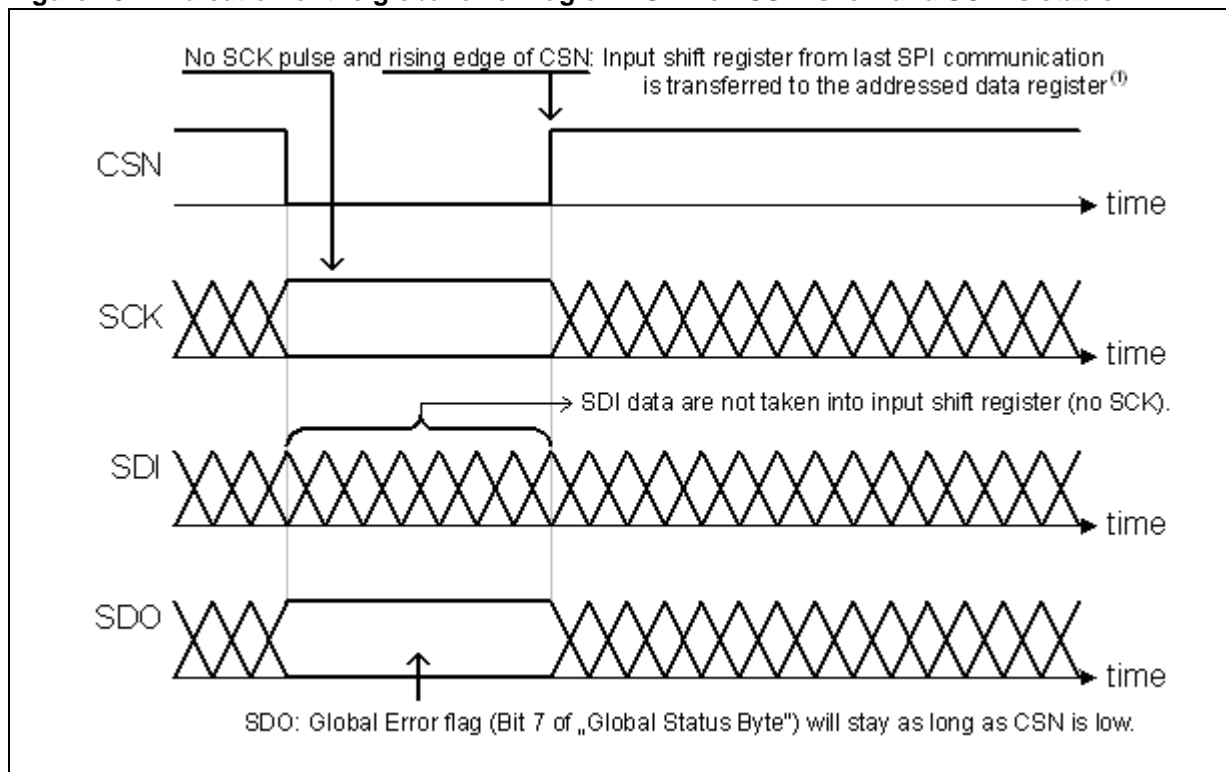 No SCK pulse and rising edge of CSN: Input shift register from last SPI communication
is transferred to the addressed data register(1)
CSN
time
SCK
time
SDI data are not taken into input shift register (no SCK).
SDI
time
SDO
time
SDO: Global Error flag (Bit 7 of „Global Status Byte") will stay as long as CSN is low.